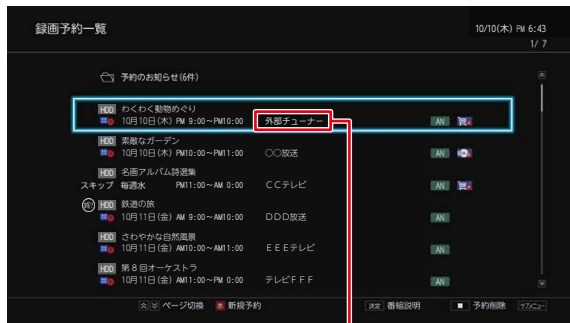 録画予約一覧
10/10(木) PM 6:43
1/ 7
予約のお知らせ(6件)
HDD わくわく動物めぐり
10月10日(木) PM 9:00～PM10:00 外部チューナー AN
HDD 素敵なガーデン
10月10日(木) PM10:00～PM11:00 〇〇放送 AN
HDD 名画アルバム詩選集
スキップ 毎週水 PM11:00～AM 0:00 CCテレビ AN
HDD 鉄道の旅
10月11日(金) AM 9:00～AM10:00 DDD放送 AN
HDD さわやかな自然風景
10月11日(金) AM10:00～AM11:00 EEEテレビ AN
HDD 第8回オーケストラ
10月11日(金) AM11:00～PM 0:00 テレビFFF AN
ページ切換 新規予約 決定 番組説明 予約削除 サブメニュー